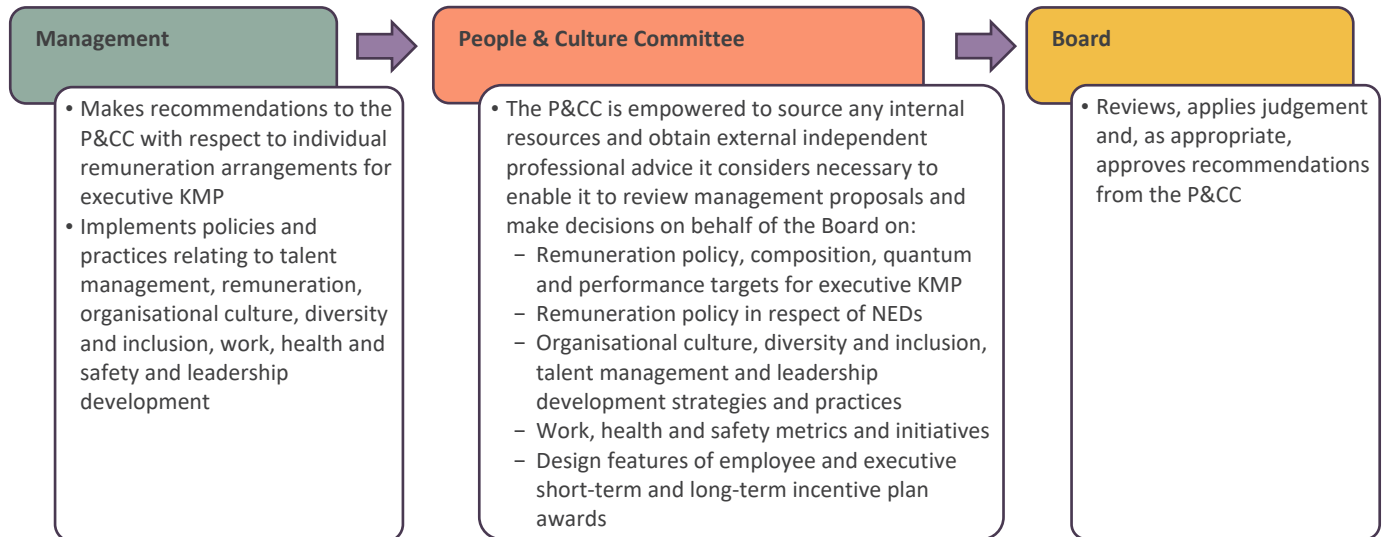 Management
• Makes recommendations to the
P&CC with respect to individual
remuneration arrangements for
executive KMP
• Implements policies and
practices relating to talent
management, remuneration,
organisational culture, diversity
and inclusion, work, health and
safety and leadership
development
People & Culture Committee
• The P&CC is empowered to source any internal
resources and obtain external independent
professional advice it considers necessary to
enable it to review management proposals and
make decisions on behalf of the Board on:
− Remuneration policy, composition, quantum
and performance targets for executive KMP
− Remuneration policy in respect of NEDs
− Organisational culture, diversity and inclusion,
talent management and leadership
development strategies and practices
− Work, health and safety metrics and initiatives
− Design features of employee and executive
short-term and long-term incentive plan
awards
Board
• Reviews, applies judgement
and, as appropriate,
approves recommendations
from the P&CC